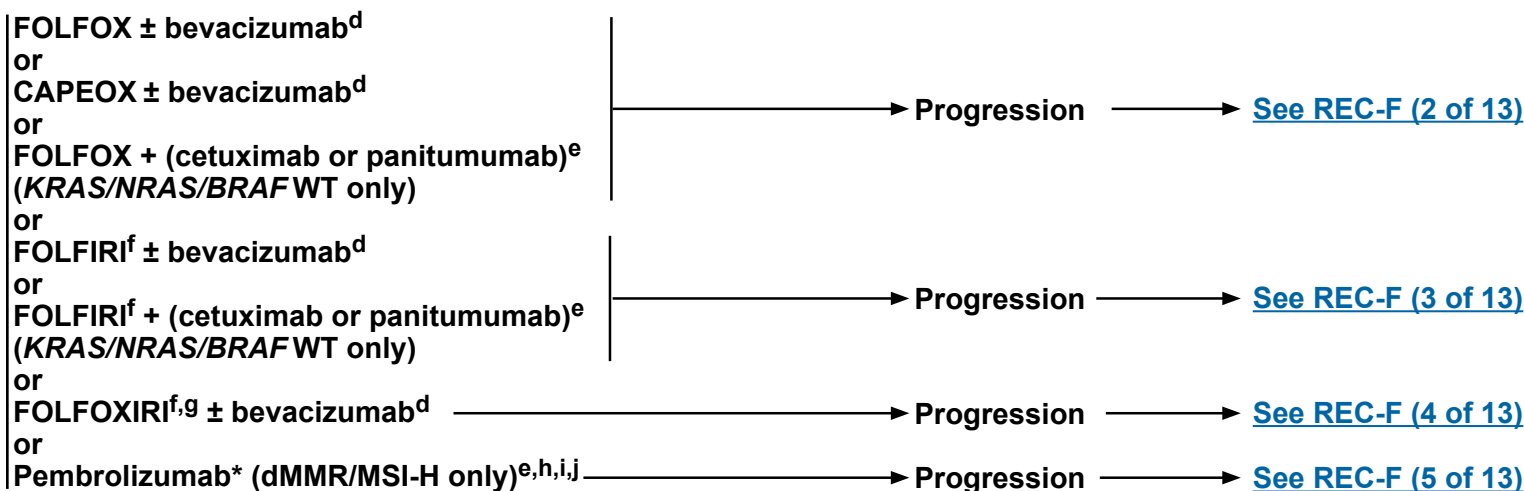 FOLFOX ± bevacizumabd
or
CAPEOX ± bevacizumabd
or
FOLFOX + (cetuximab or panitumumab)e
(KRAS/NRAS/BRAF WT only)
Progression
See REC-F (2 of 13)
or
FOLFIRIf ± bevacizumabd
or
FOLFIRIf + (cetuximab or panitumumab)e
(KRAS/NRAS/BRAF WT only)
Progression
See REC-F (3 of 13)
or
FOLFOXIRIf,g ± bevacizumabd
Progression
See REC-F (4 of 13)
or
Pembrolizumab* (dMMR/MSI-H only)e,h,i,j
Progression
See REC-F (5 of 13)